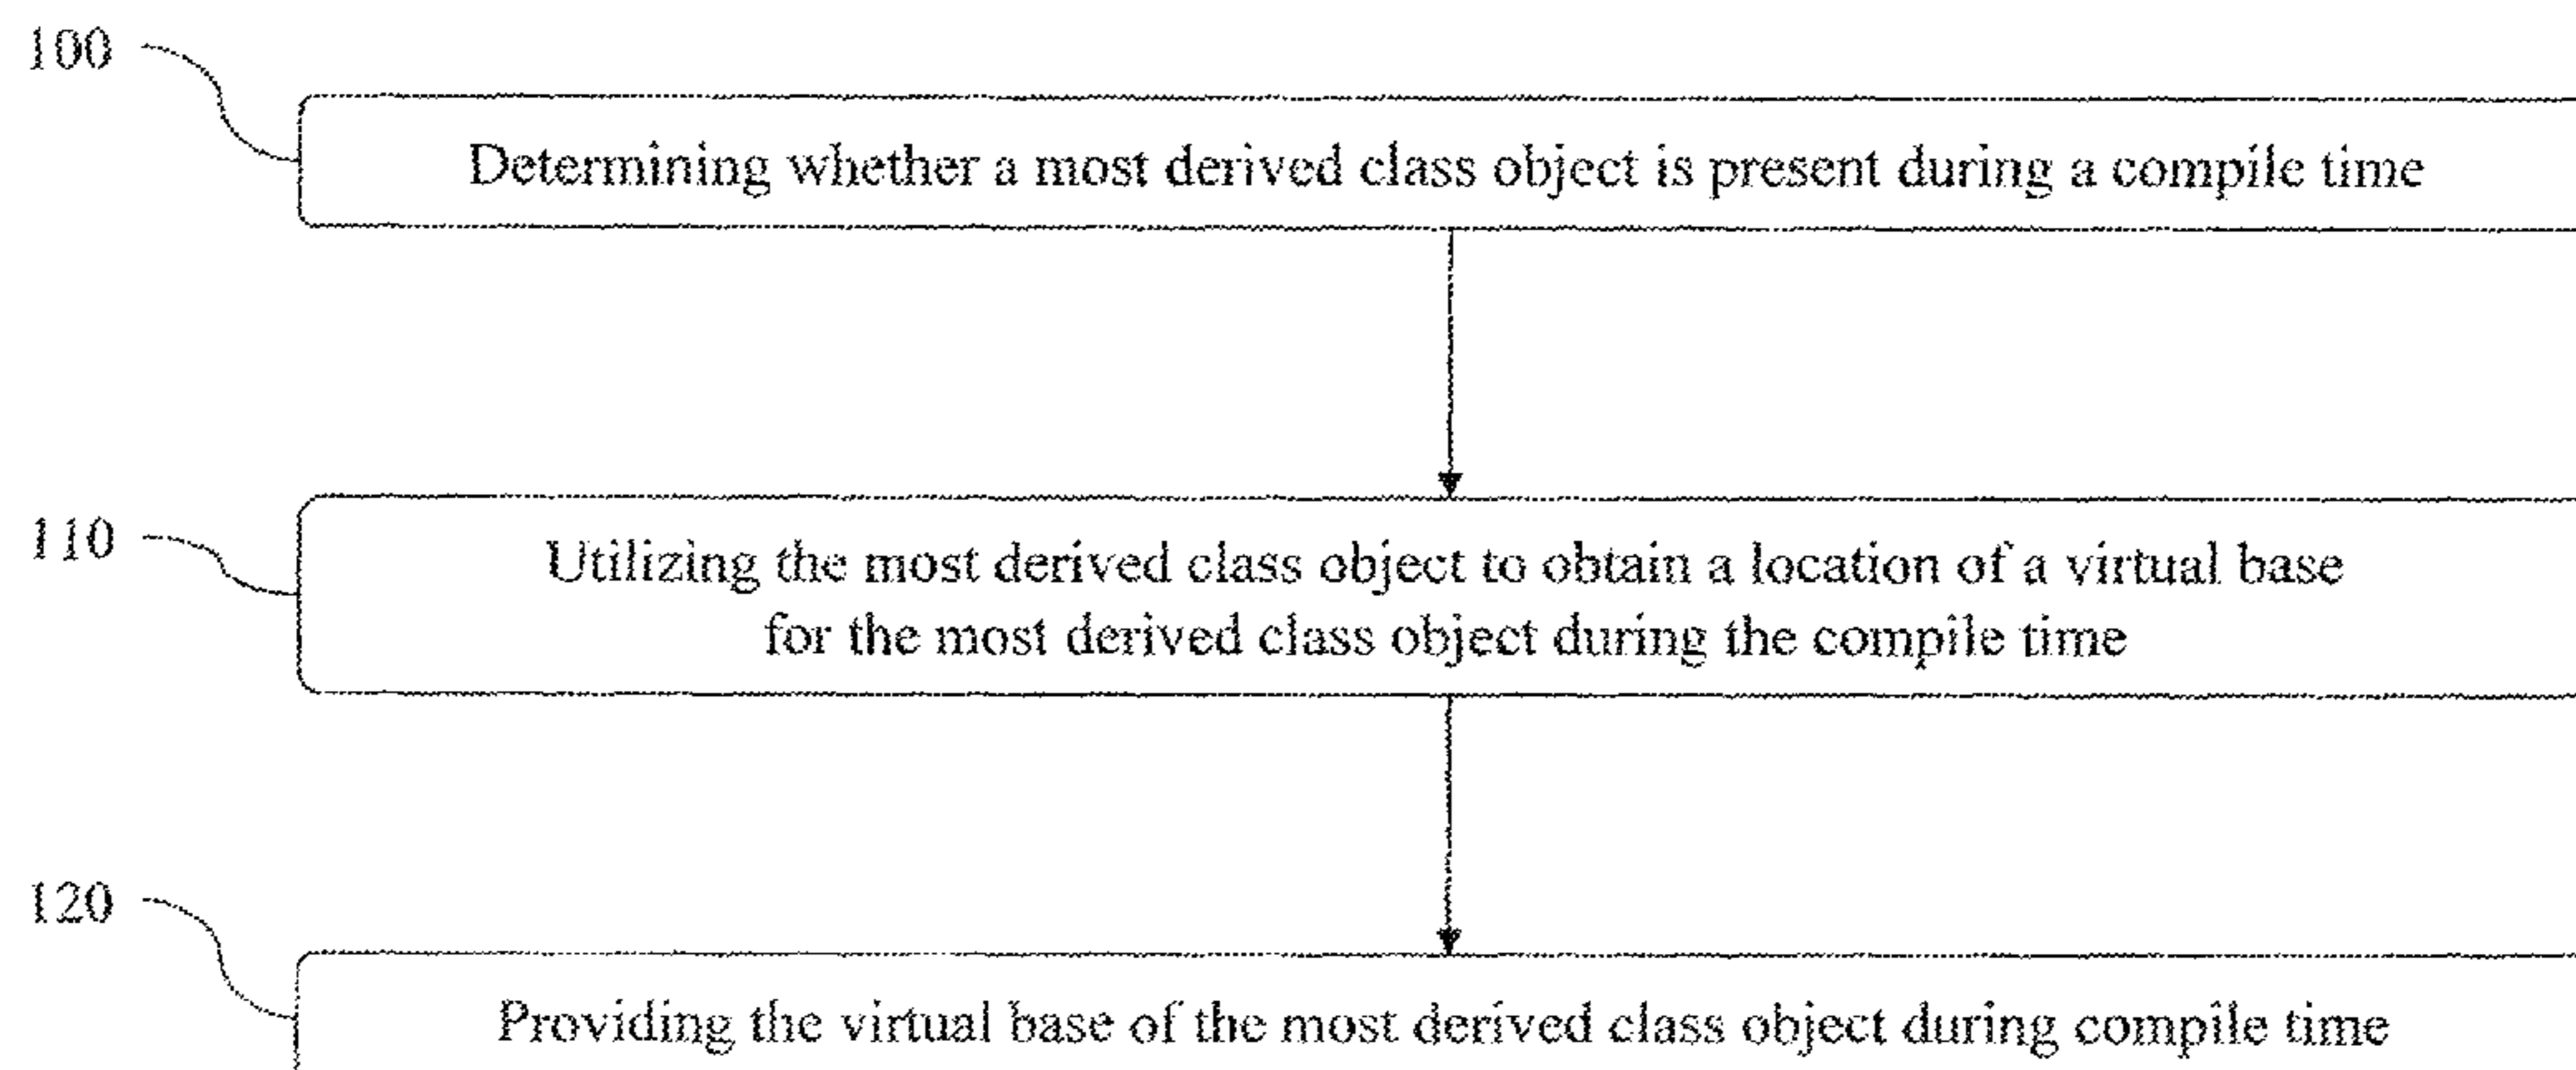 100
Determining whether a most derived class object is present during a compile time
110
Utilizing the most derived class object to obtain a location of a virtual base
for the most derived class object during the compile time
120
Providing the virtual base of the most derived class object during compile time